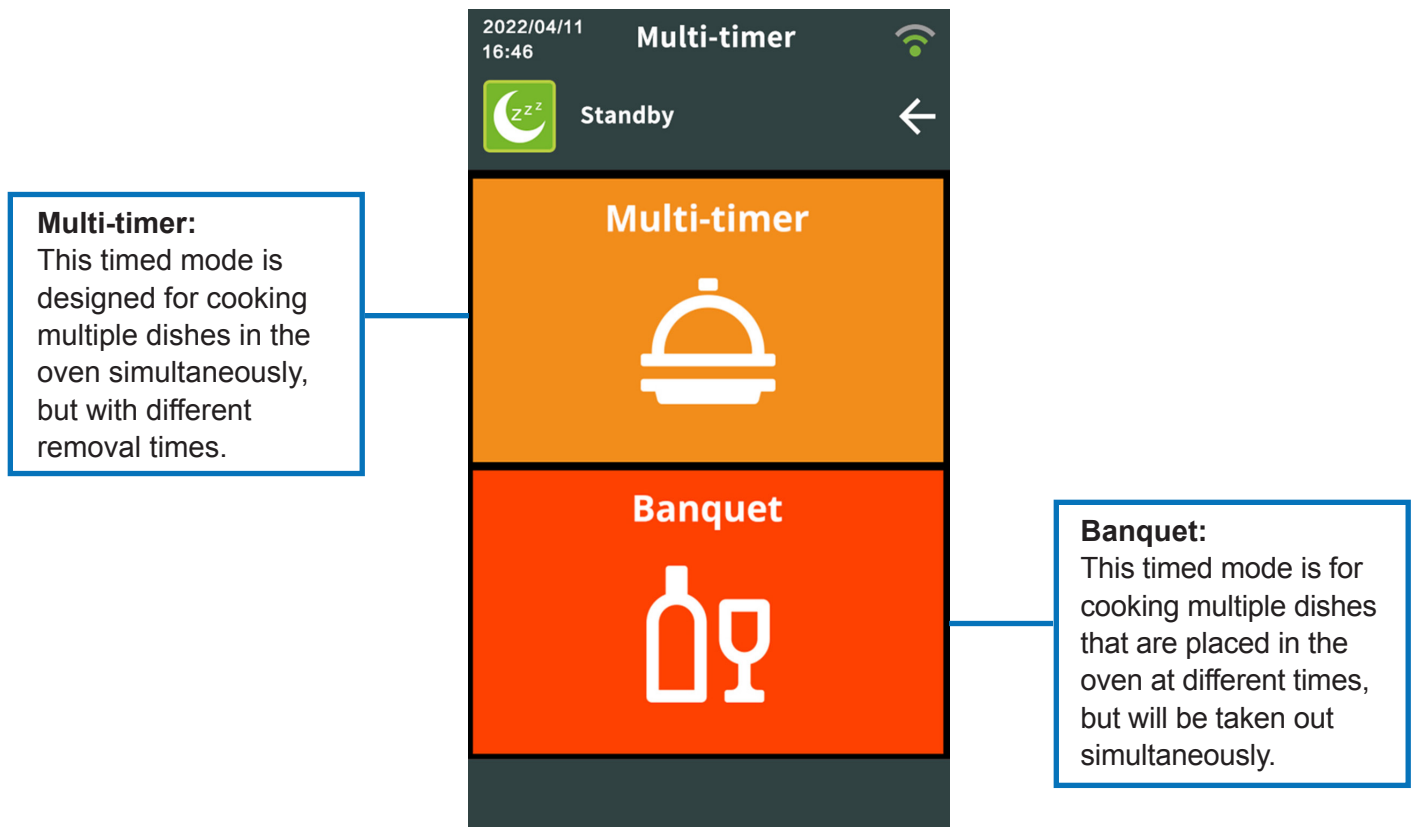 2022/04/11
16:46
Multi-timer
zzz
Standby
Multi-timer:
This timed mode is
designed for cooking
multiple dishes in the
oven simultaneously,
but with different
removal times.
Multi-timer
Banquet
Banquet:
This timed mode is for
cooking multiple dishes
that are placed in the
oven at different times,
but will be taken out
simultaneously.